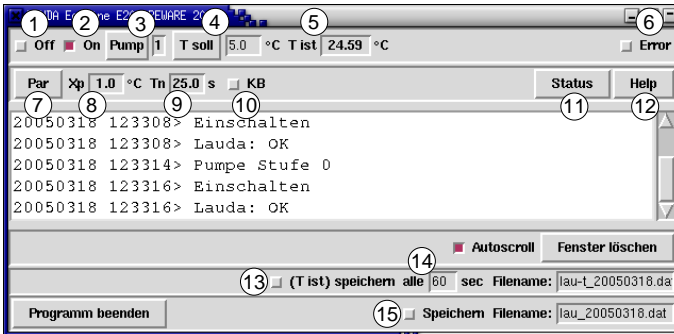 1 2 3 4 5 6
Off On Pump 1 T soll 5.0 °C T ist 24.59 °C Error
Par Xp 1.0 °C Tn 25.0 s KB Status Help
7 8 9 10 11 12
20050318 123308> Einschalten
20050318 123308> Lauda: OK
20050318 123314> Pumpe Stufe 0
20050318 123316> Einschalten
20050318 123316> Lauda: OK
Autoscroll Fenster löschen
14
13 (T ist) speichern alle 60 sec Filename: lau-t_20050318.da
Programm beenden 15 Speichern Filename: lau_20050318.dat